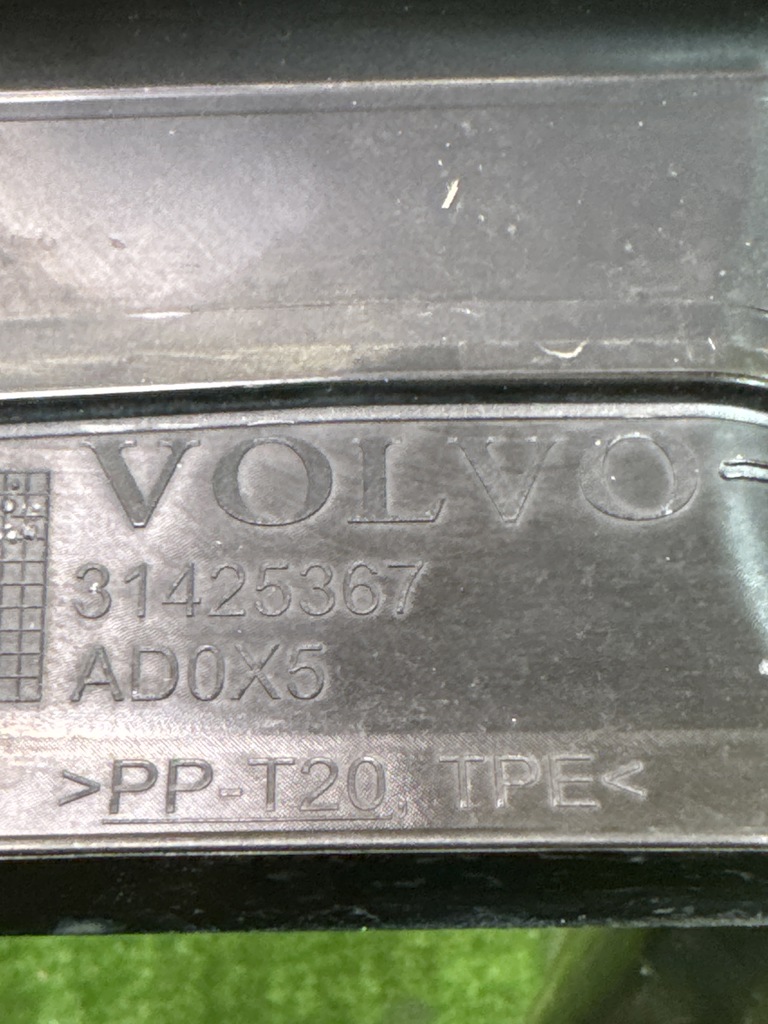 VOLVO
31425367
AD0X5
>PP-T20, TPE<